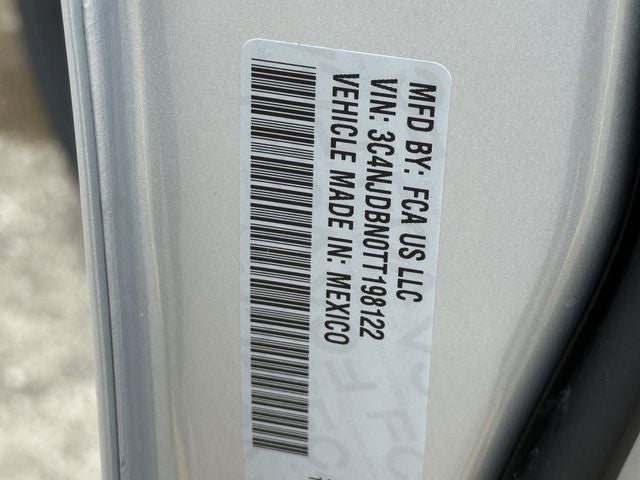 MFD BY: FCA US LLC
VIN: 3C4NJDBN0TT198122
VEHICLE MADE IN: MEXICO